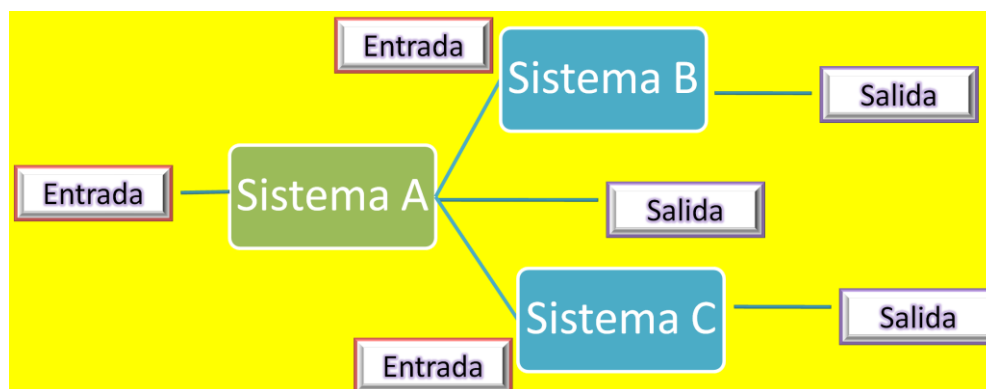 Entrada
Sistema B
Salida
Entrada
Sistema A
Salida
Sistema C
Salida
Entrada